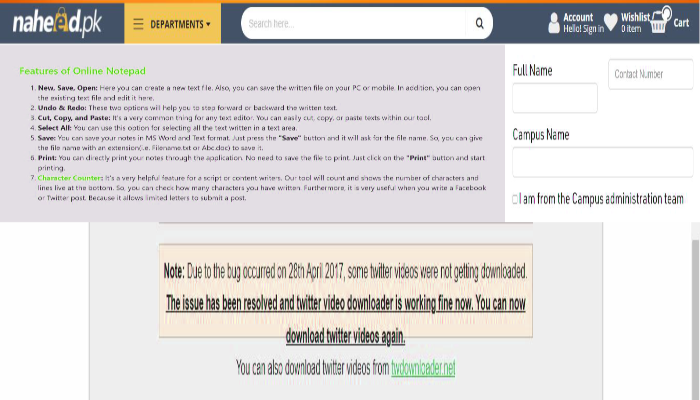 naheed.pk
DEPARTMENTS
Search here...
Account
Hello! Sign in
Wishlist
0 item
0
Cart
Features of Online Notepad
1. New, Save, Open: Here you can create a new text file. Also, you can save the written file on your PC or mobile. In addition, you can open
the existing text file and edit it here.
2. Undo & Redo: These two options will help you to step forward or backward the written text.
3. Cut, Copy, and Paste: It's a very common thing for any text editor. You can easily cut, copy, or paste texts within our tool.
4. Select All: You can use this option for selecting all the text written in a text area.
5. Save: You can save your notes in MS Word and Text format. Just press the "Save" button and it will ask for the file name. So, you can give
the file name with an extension(i.e. Filename.txt or Abc.doc) to save it.
6. Print: You can directly print your notes through the application. No need to save the file to print. Just click on the "Print" button and start
printing.
7. Character Counter: It's a very helpful feature for a script or content writers. Our tool will count and shows the number of characters and
lines live at the bottom. So, you can check how many characters you have written. Furthermore, it is very useful when you write a Facebook
or Twitter post. Because it allows limited letters to submit a post.
Full Name
Contact Number
Campus Name
I am from the Campus administration team
Note: Due to the bug occurred on 28th April 2017, some twitter videos were not getting downloaded.
The issue has been resolved and twitter video downloader is working fine now. You can now
download twitter videos again.
You can also download twitter videos from twdownloader.net